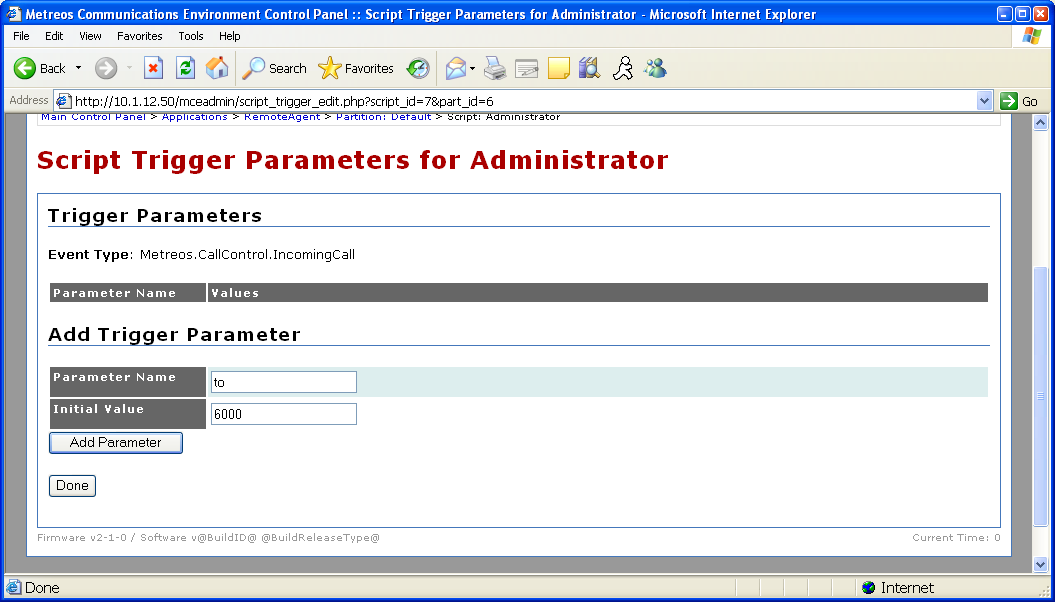 Metreos Communications Environment Control Panel :: Script Trigger Parameters for Administrator - Microsoft Internet Explorer
File Edit View Favorites Tools Help
Back Search Favorites
Address http://10.1.12.50/mceadmin/script_trigger_edit.php?script_id=7&part_id=6 Go
Main Control Panel > Applications > RemoteAgent > Partition: Default > Script: Administrator
Script Trigger Parameters for Administrator
Trigger Parameters
Event Type: Metreos.CallControl.IncomingCall
Parameter Name Values
Add Trigger Parameter
Parameter Name to
Initial Value 6000
Add Parameter
Done
Firmware v2-1-0 / Software v@BuildID@ @BuildReleaseType@ Current Time: 0
Done Internet